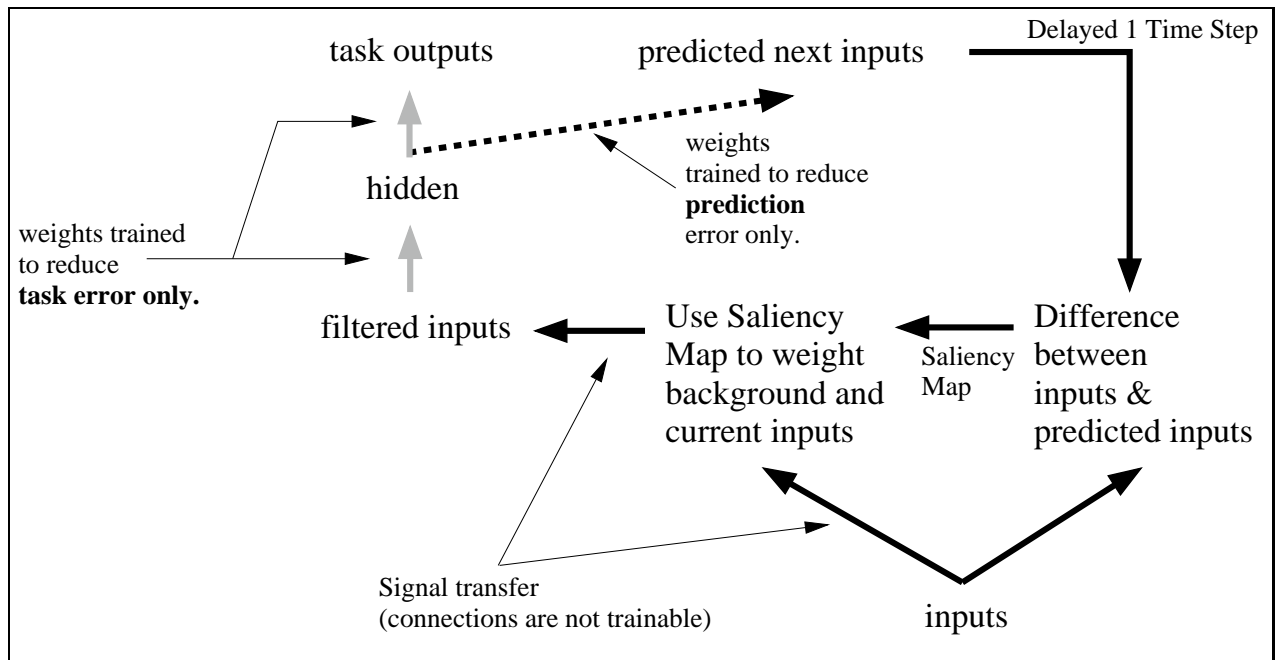 Delayed 1 Time Step
task outputs
predicted next inputs
weights
trained to reduce
prediction
error only.
hidden
weights trained
to reduce
task error only.
filtered inputs
Use Saliency
Map to weight
background and
current inputs
Saliency
Map
Difference
between
inputs &
predicted inputs
Signal transfer
(connections are not trainable)
inputs